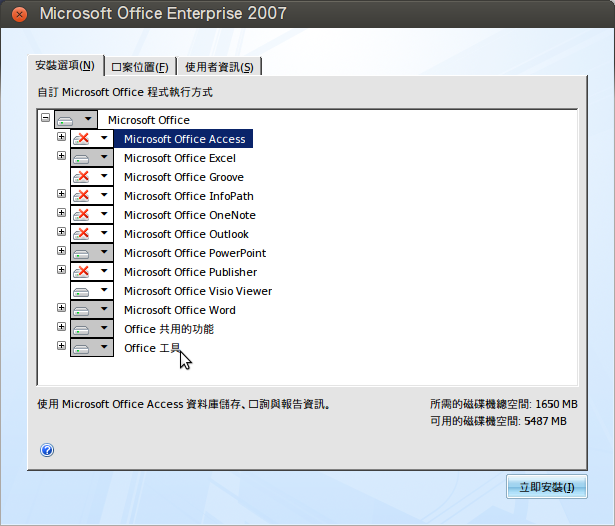 Microsoft Office Enterprise 2007
安裝選項(N) 口案位置(F) 使用者資訊(S)
自訂 Microsoft Office 程式執行方式
Microsoft Office
Microsoft Office Access
Microsoft Office Excel
Microsoft Office Groove
Microsoft Office InfoPath
Microsoft Office OneNote
Microsoft Office Outlook
Microsoft Office PowerPoint
Microsoft Office Publisher
Microsoft Office Visio Viewer
Microsoft Office Word
Office 共用的功能
Office 工具
使用 Microsoft Office Access 資料庫儲存、口詢與報告資訊。
所需的磁碟機總空間: 1650 MB
可用的磁碟機空間: 5487 MB
立即安裝(I)